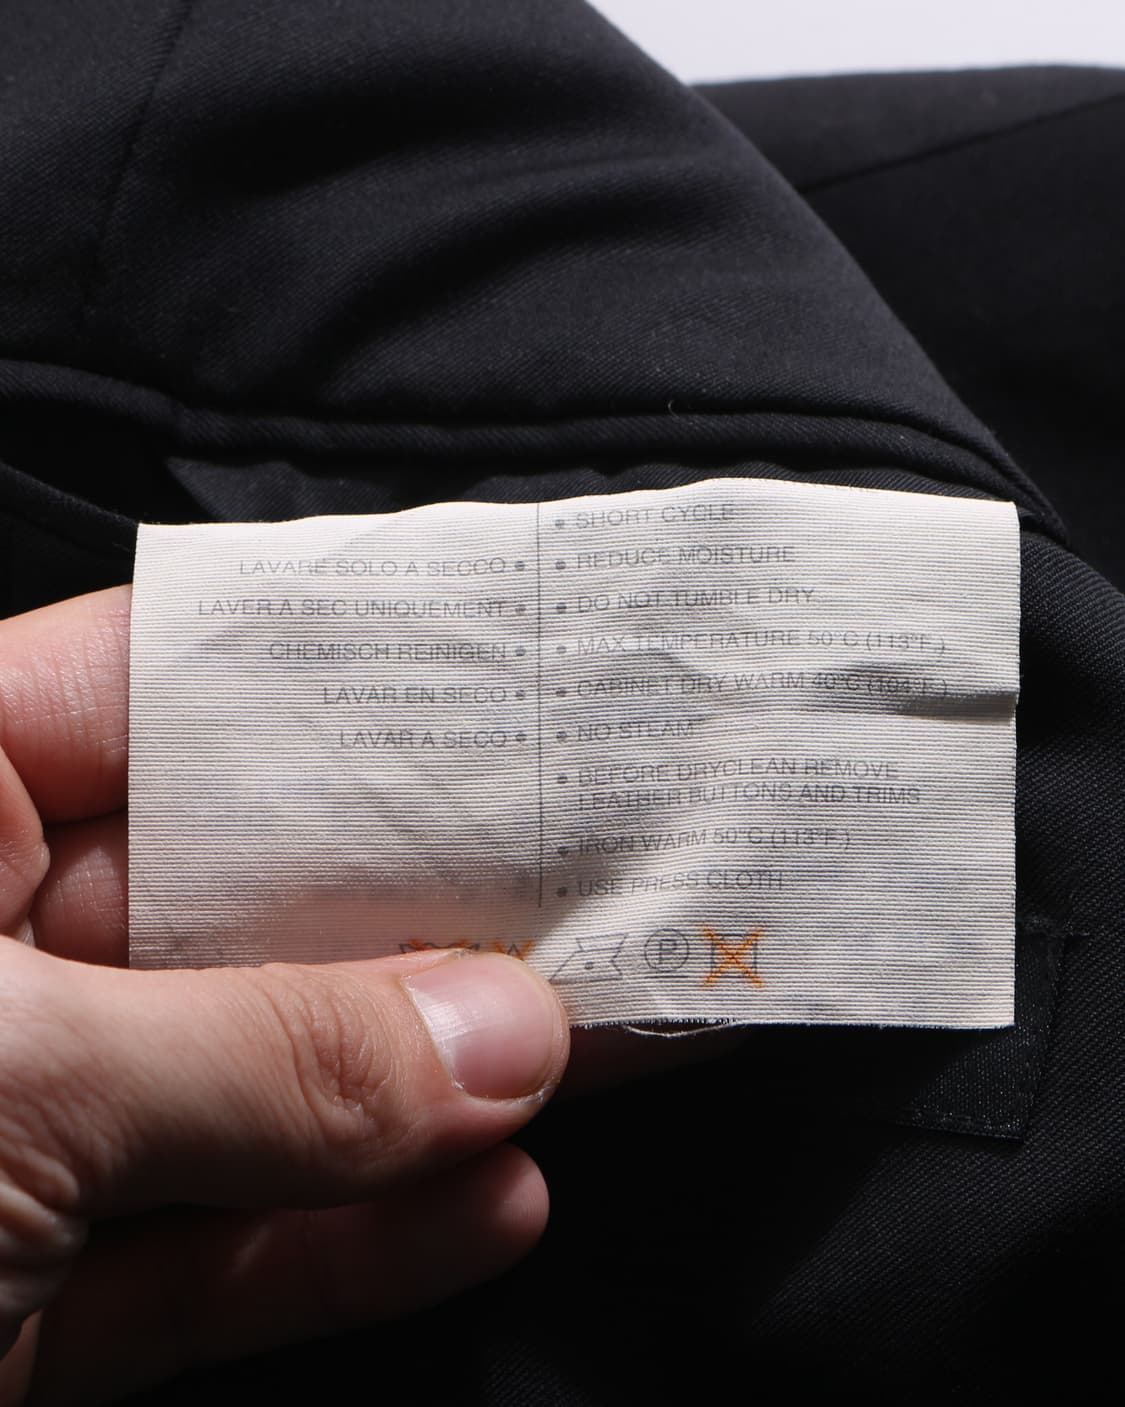 LAVARE SOLO A SECCO •
LAVER A SEC UNIQUEMENT •
CHEMISCH REINIGEN •
LAVAR EN SECO •
LAVAR A SECO •
• SHORT CYCLE
• REDUCE MOISTURE
• DO NOT TUMBLE DRY
• MAX TEMPERATURE 50°C (113°F.)
• CABINET DRY WARM 40°C (104°F.)
• NO STEAM
• BEFORE DRYCLEAN REMOVE
LEATHER BUTTONS AND TRIMS
• IRON WARM 50°C (113°F.)
• USE PRESS CLOTH
P